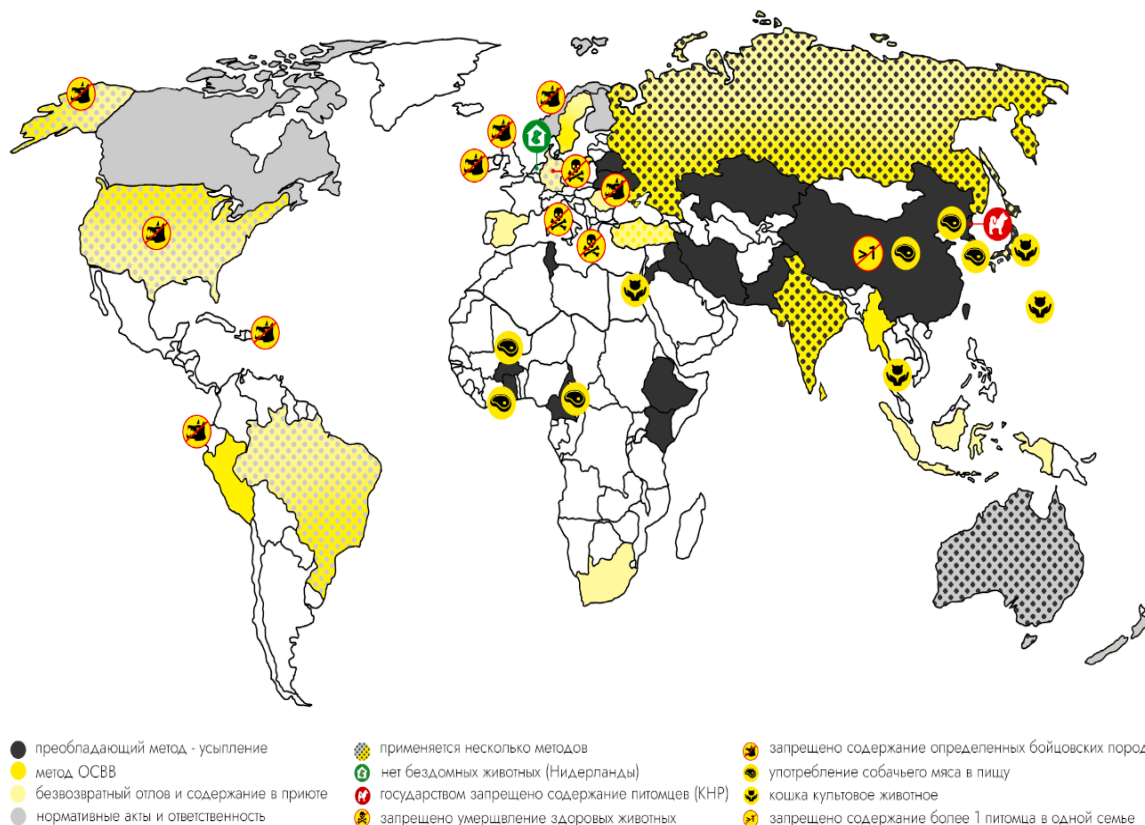 >1
преобладающий метод - усыпление
метод ОСВВ
безвозвратный отлов и содержание в приюте
нормативные акты и ответственность
применяется несколько методов
нет бездомных животных (Нидерланды)
государством запрещено содержание питомцев (КНР)
запрещено умерщвление здоровых животных
запрещено содержание определенных бойцовских пород
употребление собачьего мяса в пищу
кошка культовое животное
>1 запрещено содержание более 1 питомца в одной семье